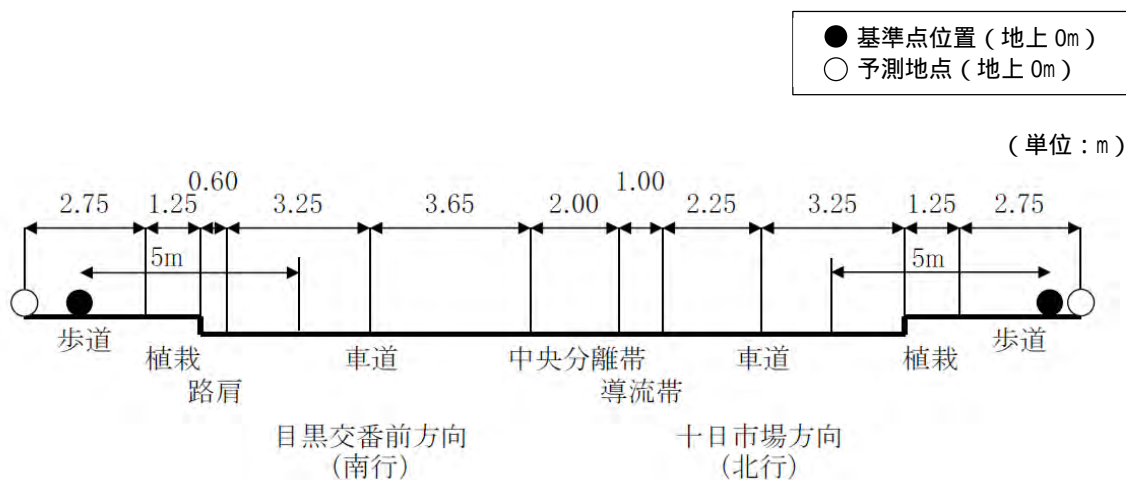 ● 基準点位置（地上 0m）
○ 予測地点（地上 0m）
（単位：m）
0.60 1.00
2.75 1.25 3.25 3.65 2.00 2.25 3.25 1.25 2.75
5m 5m
歩道 植栽 路肩 車道 中央分離帯 導流帯 車道 植栽 歩道
目黒交番前方向 十日市場方向
(南行) (北行)